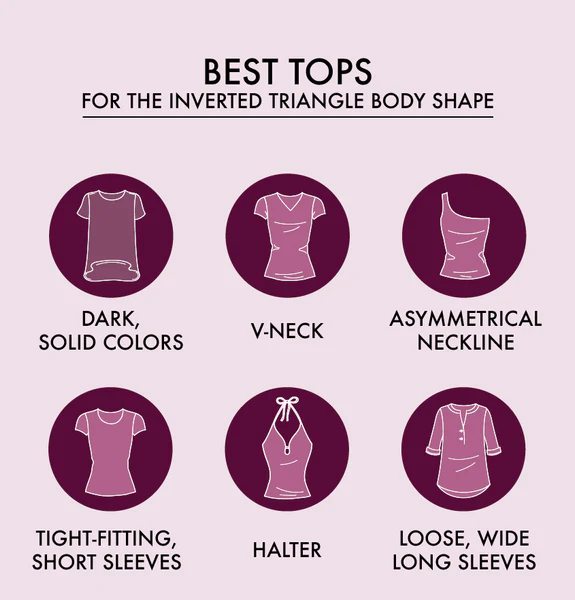 BEST TOPS
FOR THE INVERTED TRIANGLE BODY SHAPE
DARK,
SOLID COLORS
V-NECK
ASYMMETRICAL
NECKLINE
TIGHT-FITTING,
SHORT SLEEVES
HALTER
LOOSE, WIDE
LONG SLEEVES